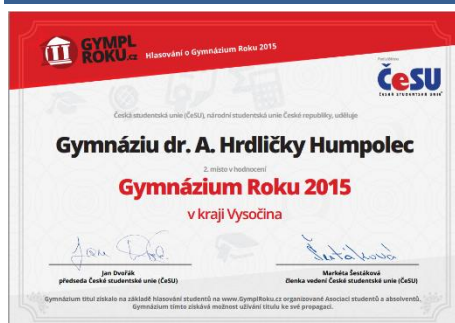 GYMPL
ROKU.cz
Hlasování o Gymnázium Roku 2015
ČeSU
ČESKÁ STUDENTSKÁ UNIE
Česká studentská unie (ČeSU), národní studentská unie České republiky, uděluje
Gymnáziu dr. A. Hrdličky Humpolec
2. místo v hodnocení
Gymnázium Roku 2015
v kraji Vysočina
Jan Dvořák
předseda České studentské unie (ČeSU)
Markéta Šestáková
členka vedení České studentské unie (ČeSU)
Gymnázium titul získalo na základě hlasování studentů na www.GymplRoku.cz organizované Asociací studentů a absolventů.
Gymnázium tímto získává možnost užívání titulu ke své propagaci.